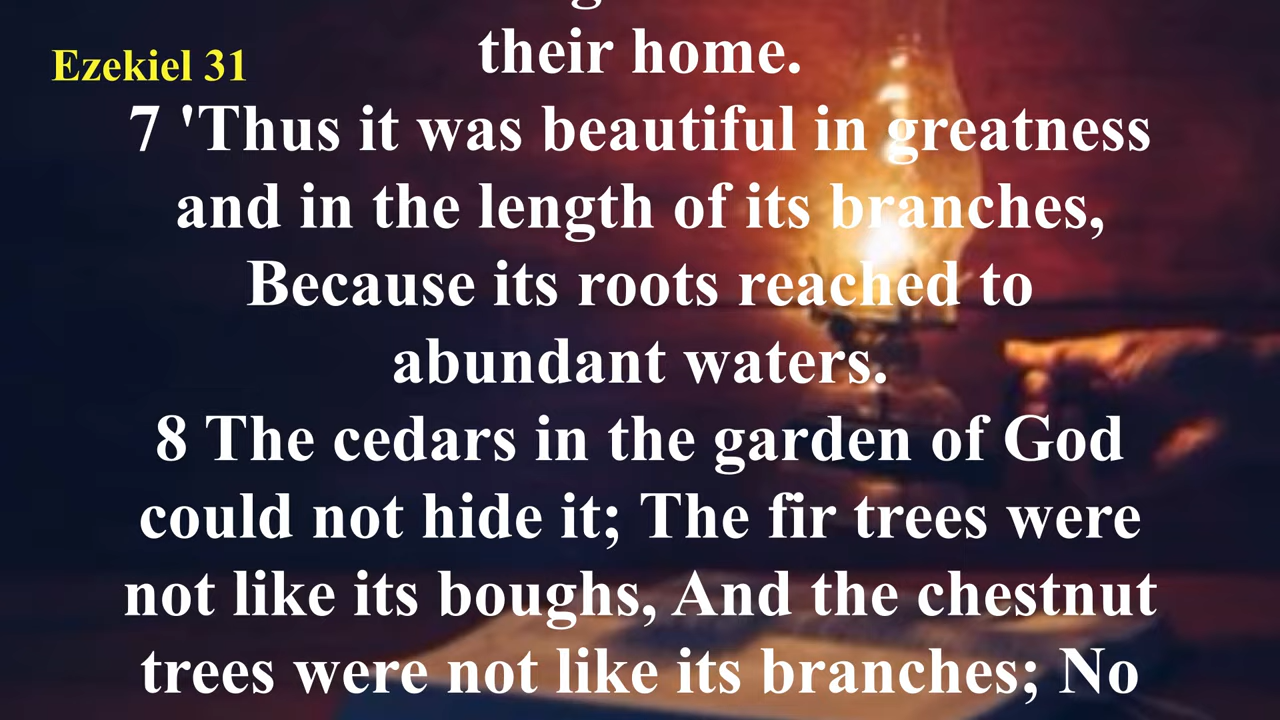 their home.
Ezekiel 31
7 'Thus it was beautiful in greatness
and in the length of its branches,
Because its roots reached to
abundant waters.
8 The cedars in the garden of God
could not hide it; The fir trees were
not like its boughs, And the chestnut
trees were not like its branches; No